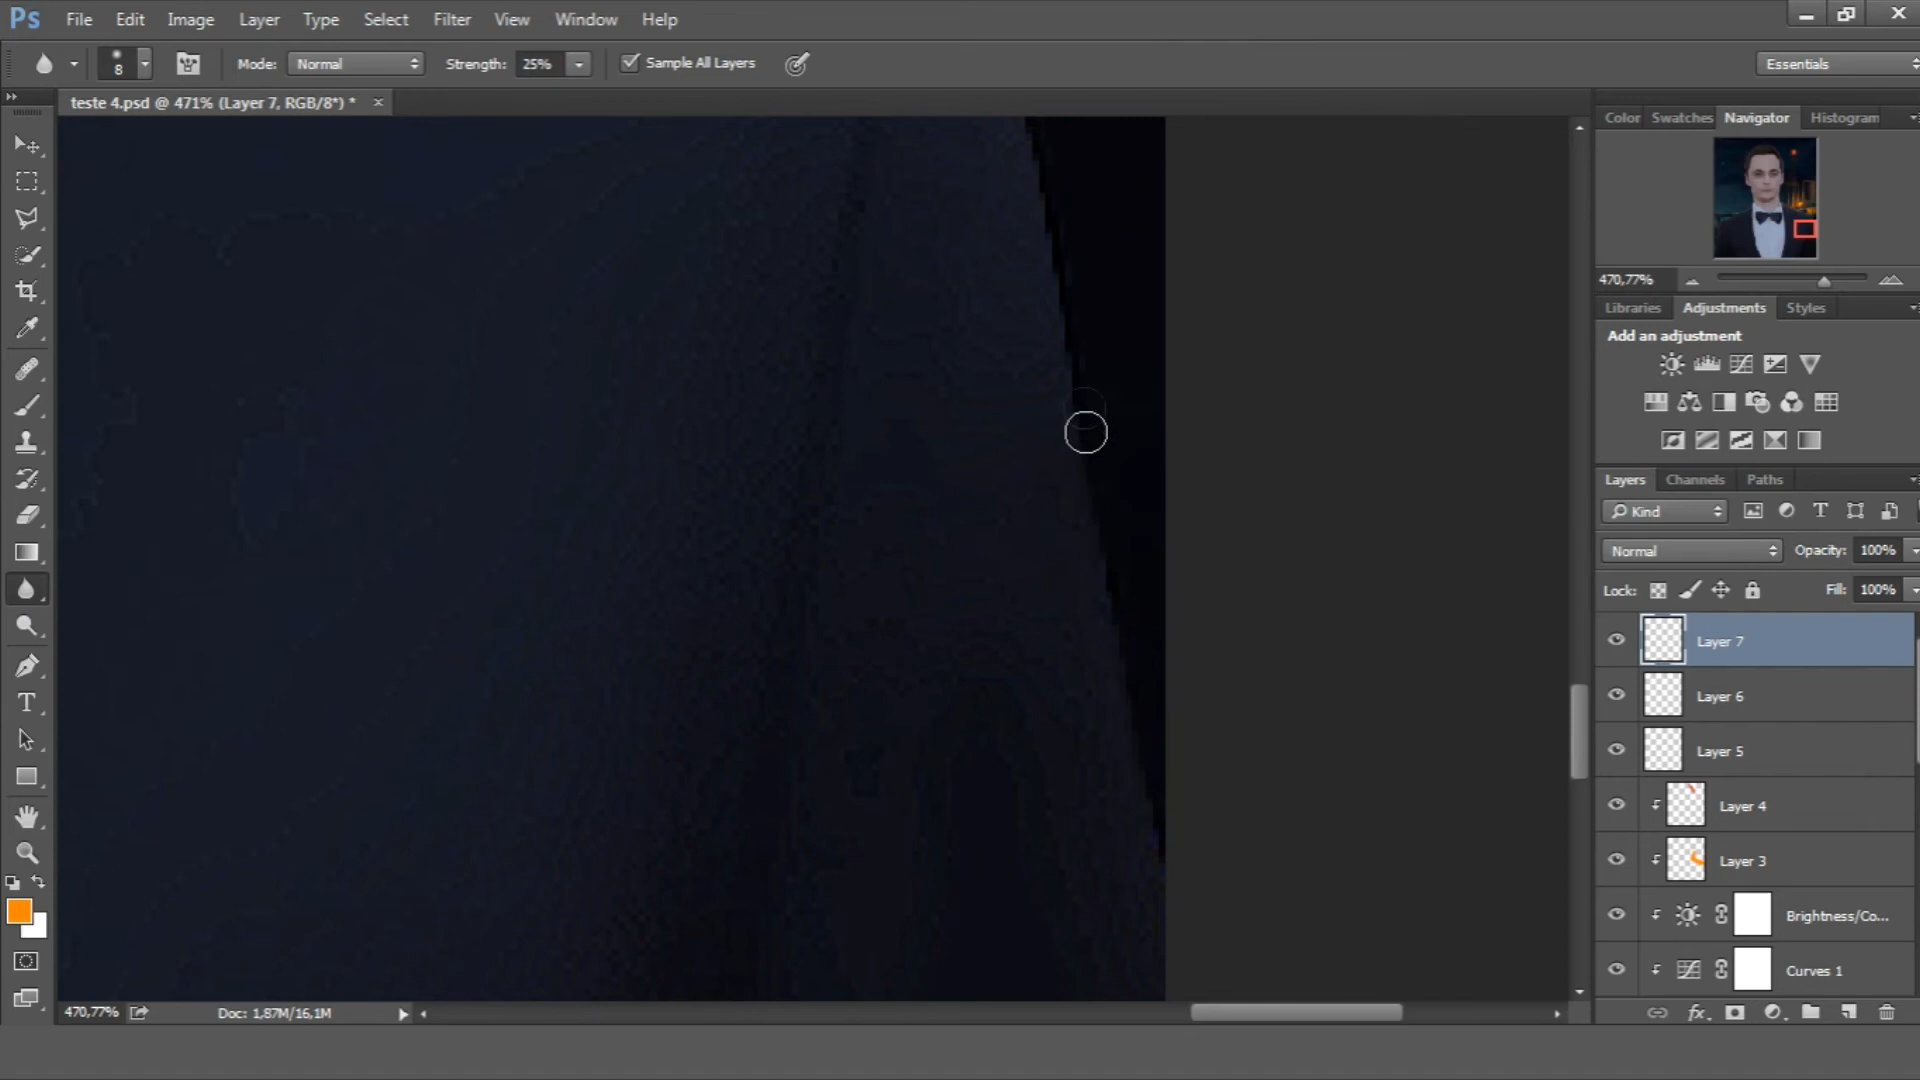 Ps File Edit Image Layer Type Select Filter View Window Help
8 Mode: Normal Strength: 25% Sample All Layers Essentials
teste 4.psd @ 471% (Layer 7, RGB/8*) * ×
Color Swatches Navigator Histogram
470,77%
Libraries Adjustments Styles
Add an adjustment
Layers Channels Paths
Kind T
Normal Opacity: 100%
Lock: Fill: 100%
Layer 7
Layer 6
Layer 5
Layer 4
Layer 3
Brightness/Co...
Curves 1
T
fx
470,77% Doc: 1,87M/16,1M